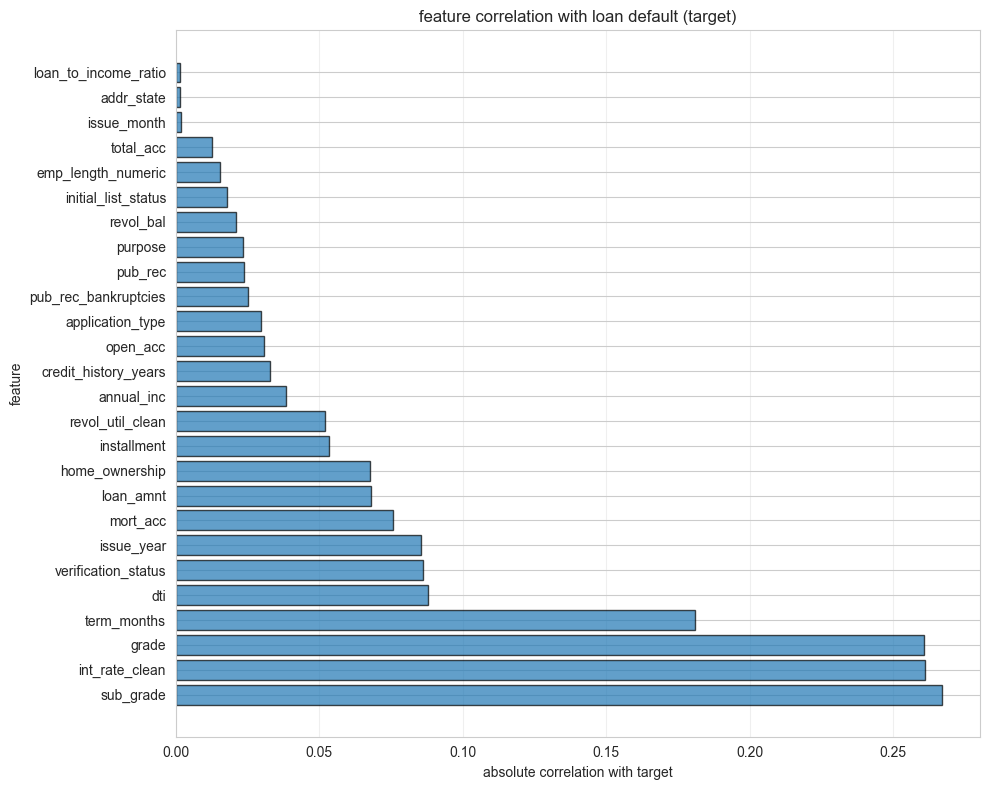 feature correlation with loan default (target)
feature
loan_to_income_ratio
addr_state
issue_month
total_acc
emp_length_numeric
initial_list_status
revol_bal
purpose
pub_rec
pub_rec_bankruptcies
application_type
open_acc
credit_history_years
annual_inc
revol_util_clean
installment
home_ownership
loan_amnt
mort_acc
issue_year
verification_status
dti
term_months
grade
int_rate_clean
sub_grade
0.00 0.05 0.10 0.15 0.20 0.25
absolute correlation with target